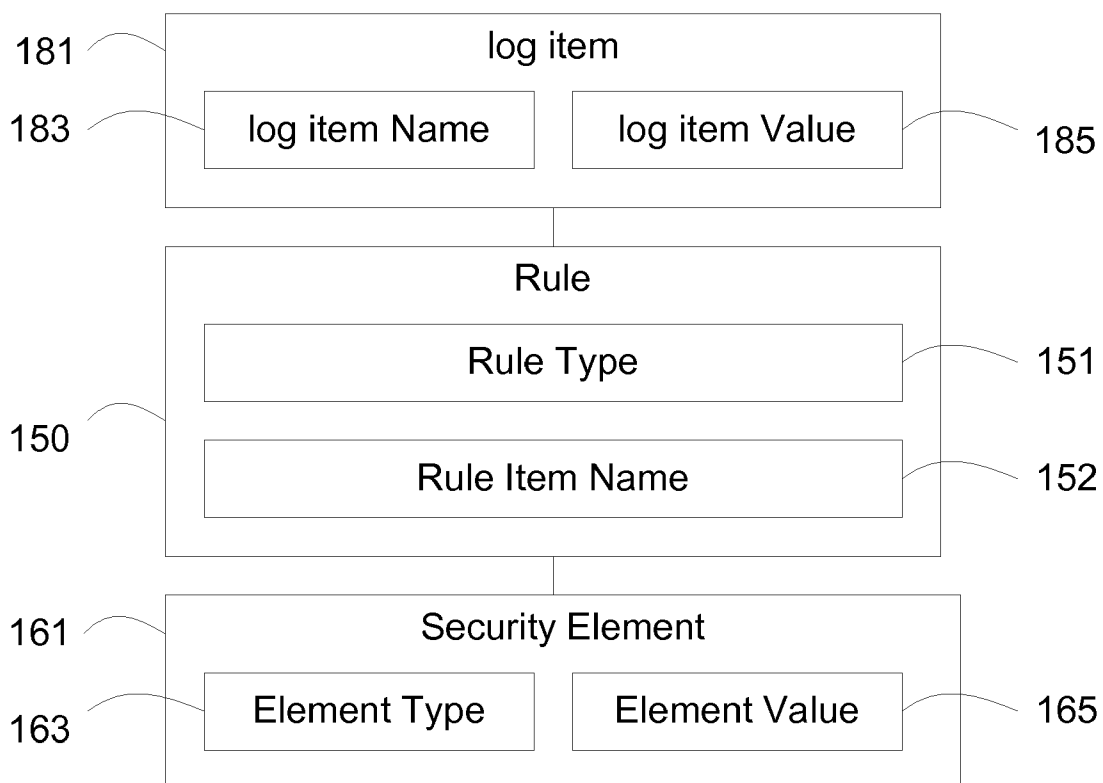 181
log item
183
log item Name
log item Value
185
Rule
Rule Type
151
150
Rule Item Name
152
161
Security Element
163
Element Type
Element Value
165